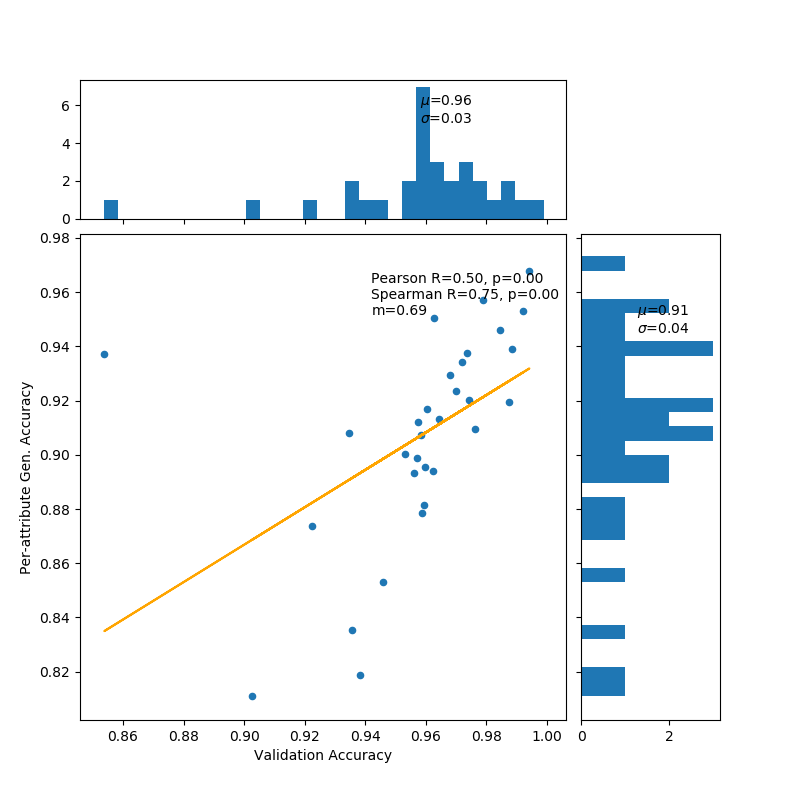 6
4
2
0
μ=0.96
σ=0.03
0.98
0.96
0.94
0.92
0.90
0.88
0.86
0.84
0.82
Per-attribute Gen. Accuracy
Pearson R=0.50, p=0.00
Spearman R=0.75, p=0.00
m=0.69
0.86 0.88 0.90 0.92 0.94 0.96 0.98 1.00
Validation Accuracy
μ=0.91
σ=0.04
0 2